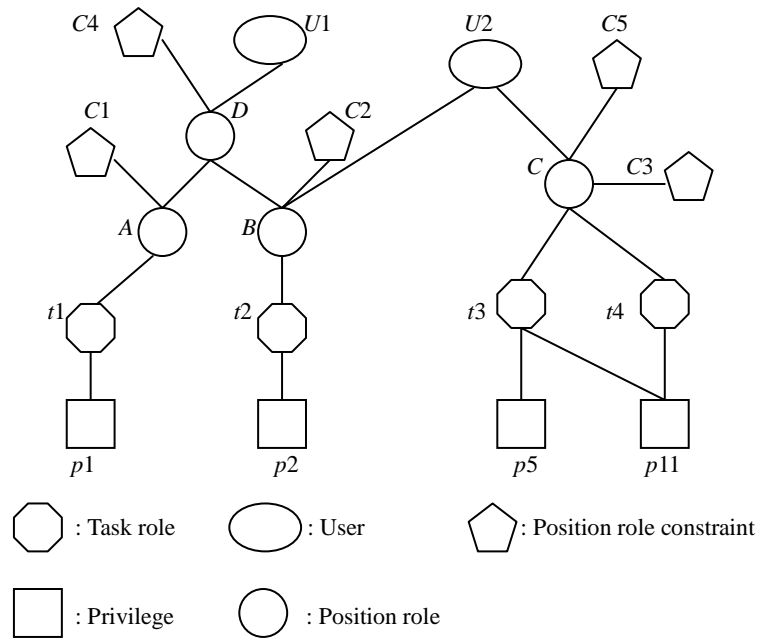 C4
U1
U2
C5
C1
D
C2
C
C3
A
B
t1
t2
t3
t4
p1
p2
p5
p11
: Task role
: User
: Position role constraint
: Privilege
: Position role